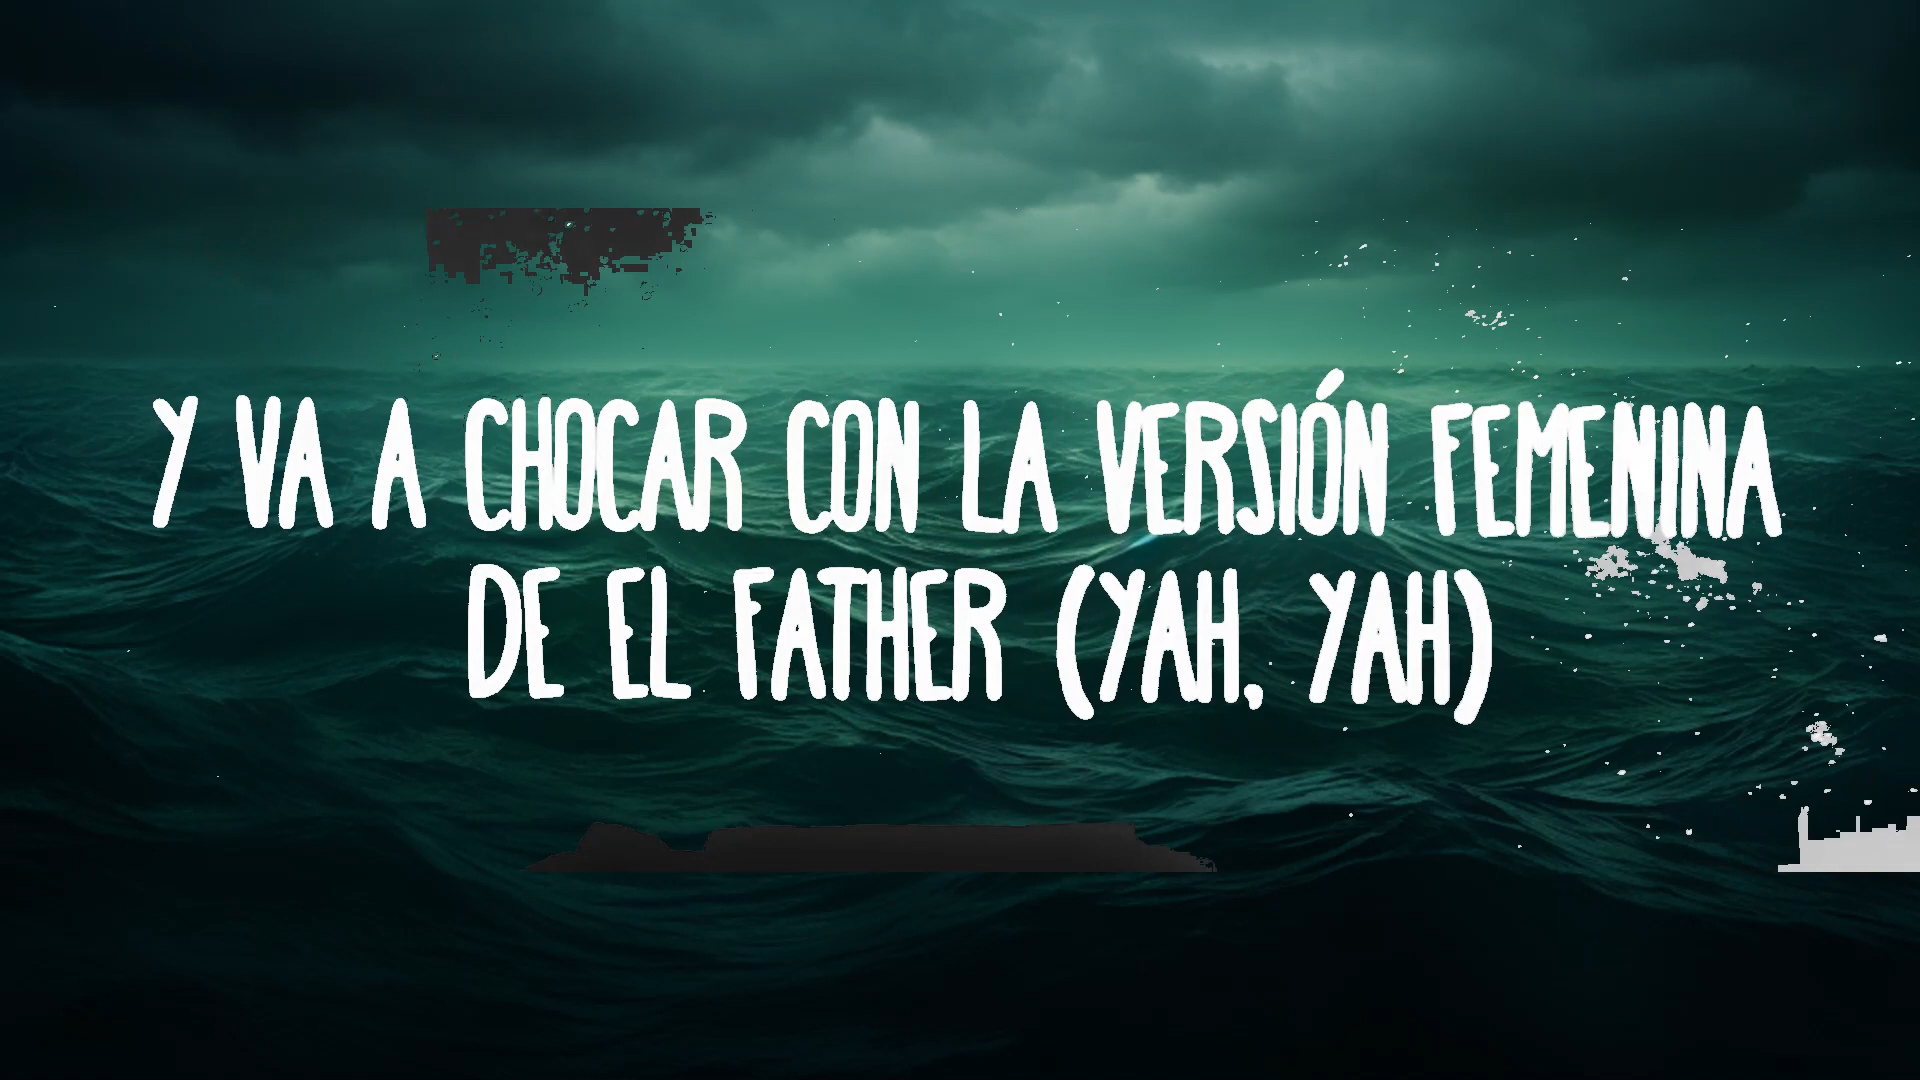 Y VA A CHOCAR CON LA VERSIÓN FEMENINA
DE EL FATHER (YAH, YAH)